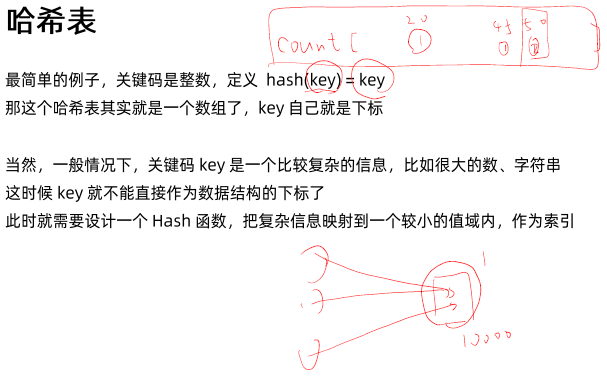 哈希表
20 45 50
count [ 1 1 2 ]
最简单的例子，关键码是整数，定义 hash(key) = key
那这个哈希表其实就是一个数组了，key 自己就是下标
当然，一般情况下，关键码 key 是一个比较复杂的信息，比如很大的数、字符串
这时候 key 就不能直接作为数据结构的下标了
此时就需要设计一个 Hash 函数，把复杂信息映射到一个较小的值域内，作为索引
1
10000